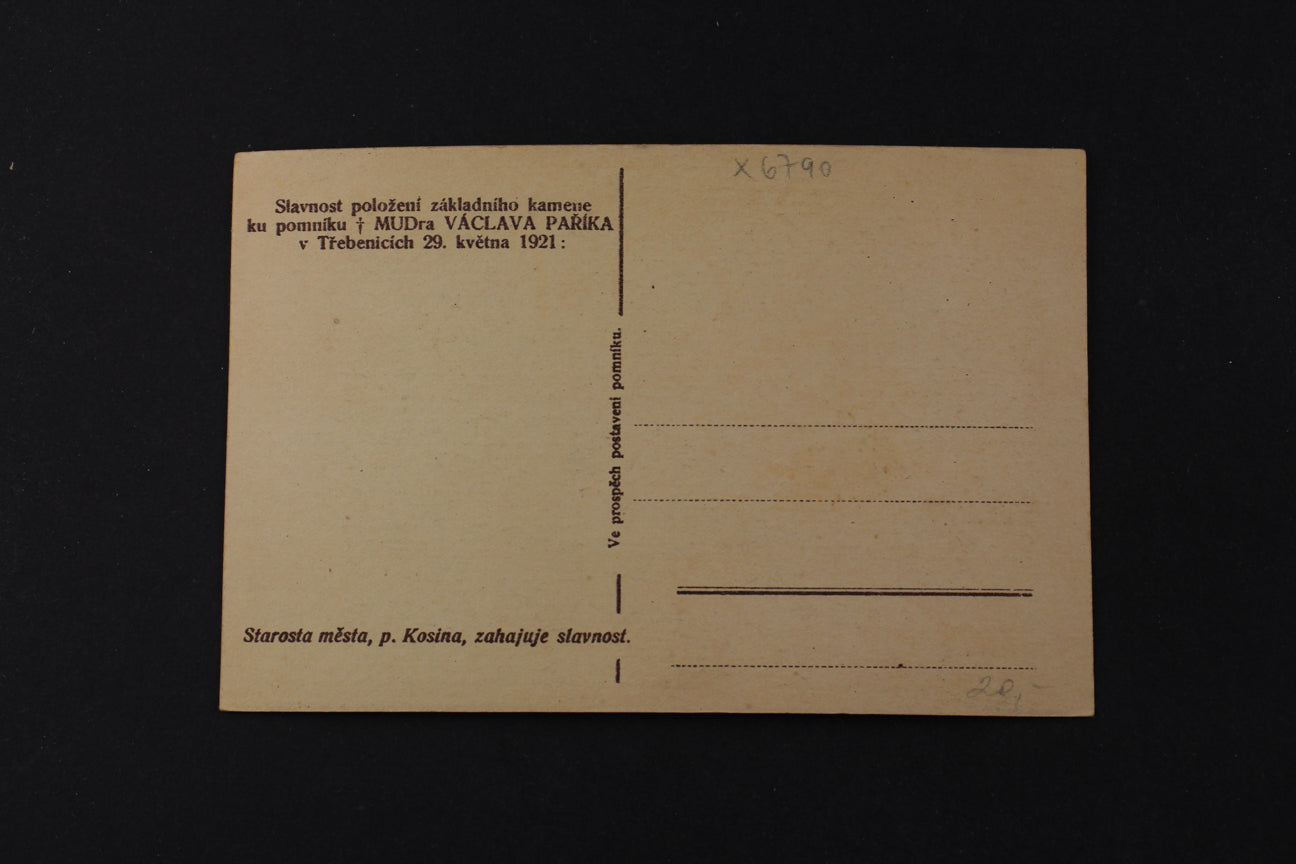 Slavnost položení základního kamene
ku pomníku † MUDra VÁCLAVA PAŘÍKA
v Třebenicích 29. května 1921 :
Starosta města, p. Kosina, zahajuje slavnost.
Ve prospěch postavení pomníku.
X 6790
20,-